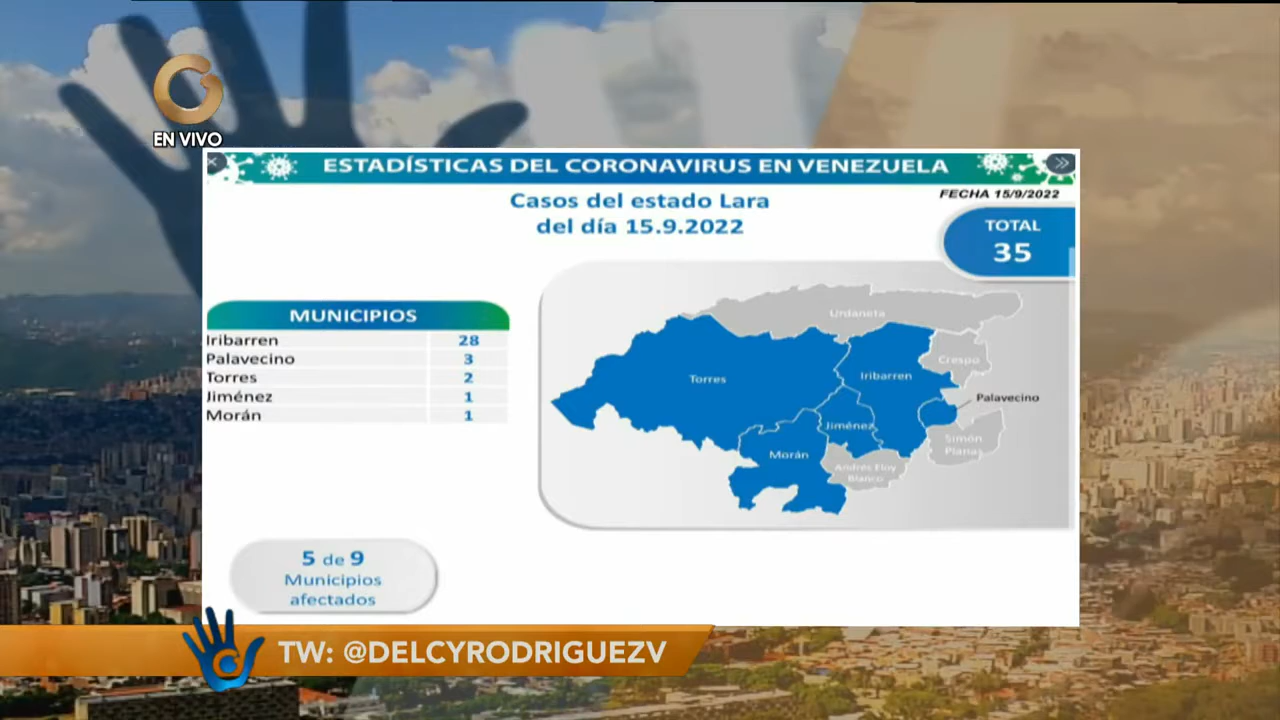 EN VIVO
ESTADÍSTICAS DEL CORONAVIRUS EN VENEZUELA
FECHA 15/9/2022
Casos del estado Lara
del día 15.9.2022
TOTAL
35
MUNICIPIOS
Iribarren 28
Palavecino 3
Torres 2
Jiménez 1
Morán 1
Urdaneta
Crespo
Torres
Iribarren
Palavecino
Jiménez
Simón
Planas
Morán
Andrés Eloy
Blanco
5 de 9
Municipios
afectados
TW: @DELCYRODRIGUEZV